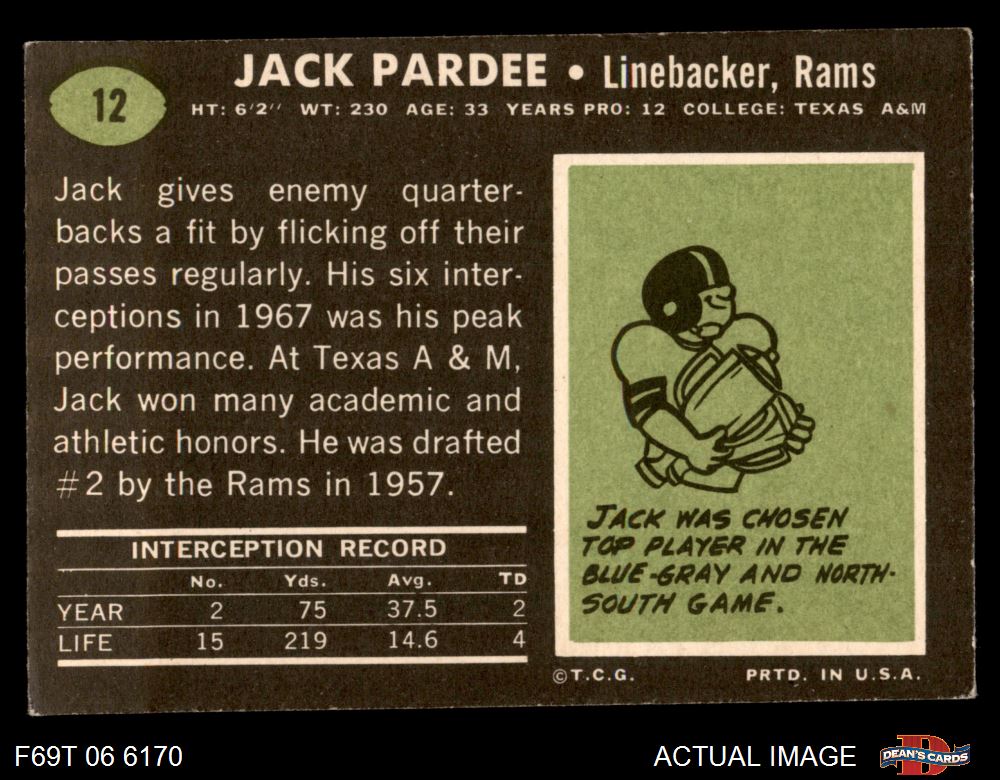 12
JACK PARDEE • Linebacker, Rams
HT: 6'2'' WT: 230 AGE: 33 YEARS PRO: 12 COLLEGE: TEXAS A&M
Jack gives enemy quarter-
backs a fit by flicking off their
passes regularly. His six inter-
ceptions in 1967 was his peak
performance. At Texas A & M,
Jack won many academic and
athletic honors. He was drafted
#2 by the Rams in 1957.
INTERCEPTION RECORD
No. Yds. Avg. TD
YEAR 2 75 37.5 2
LIFE 15 219 14.6 4
JACK WAS CHOSEN
TOP PLAYER IN THE
BLUE-GRAY AND NORTH-
SOUTH GAME.
©T.C.G. PRTD. IN U.S.A.
F69T 06 6170
ACTUAL IMAGE
DEAN'S CARDS